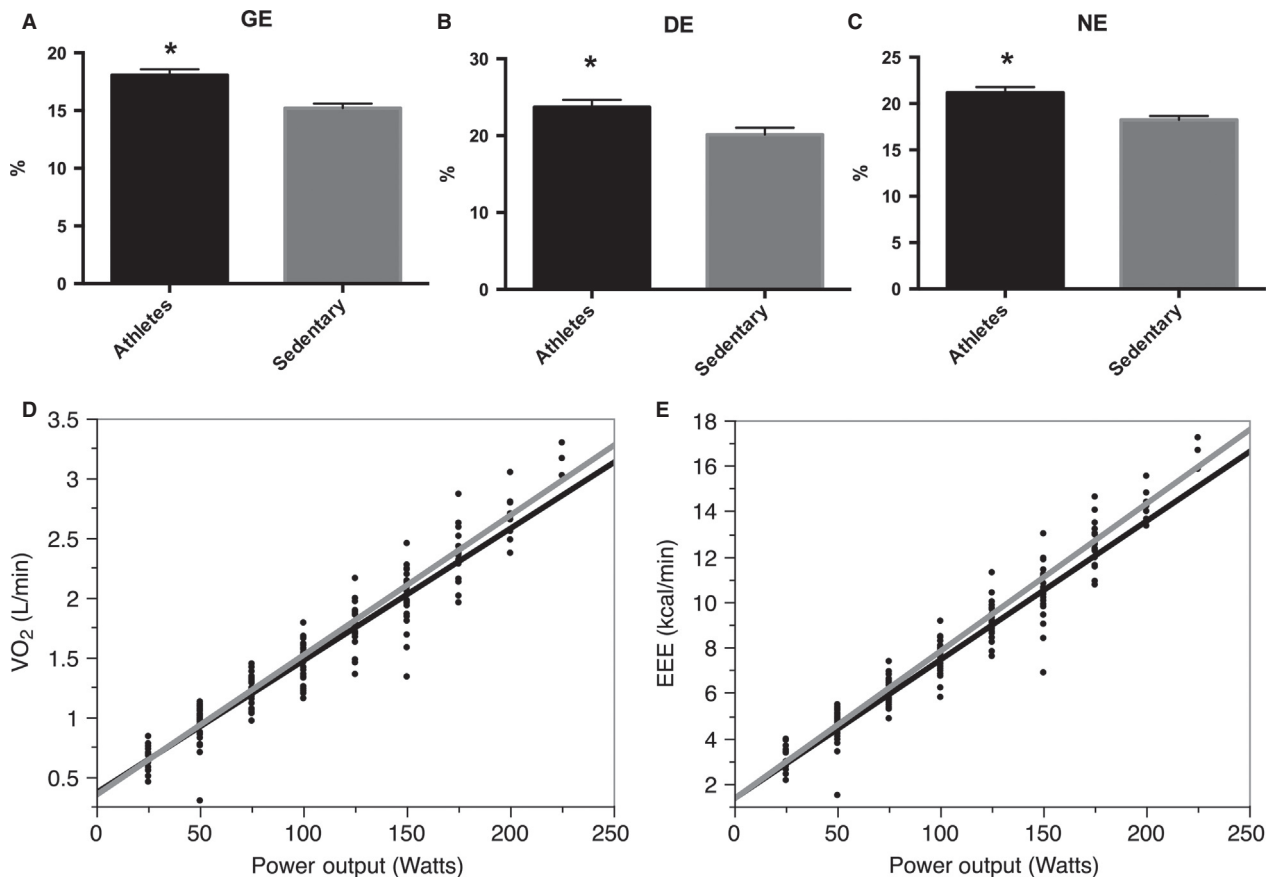 A
GE
20
15
10
5
0
%
*
Athletes
Sedentary
B
DE
30
20
10
0
%
*
Athletes
Sedentary
C
NE
25
20
15
10
5
0
%
*
Athletes
Sedentary
D
3.5
3
2.5
2
1.5
1
0.5
VO2 (L/min)
0 50 100 150 200 250
Power output (Watts)
E
18
16
14
12
10
8
6
4
2
EEE (kcal/min)
0 50 100 150 200 250
Power output (Watts)